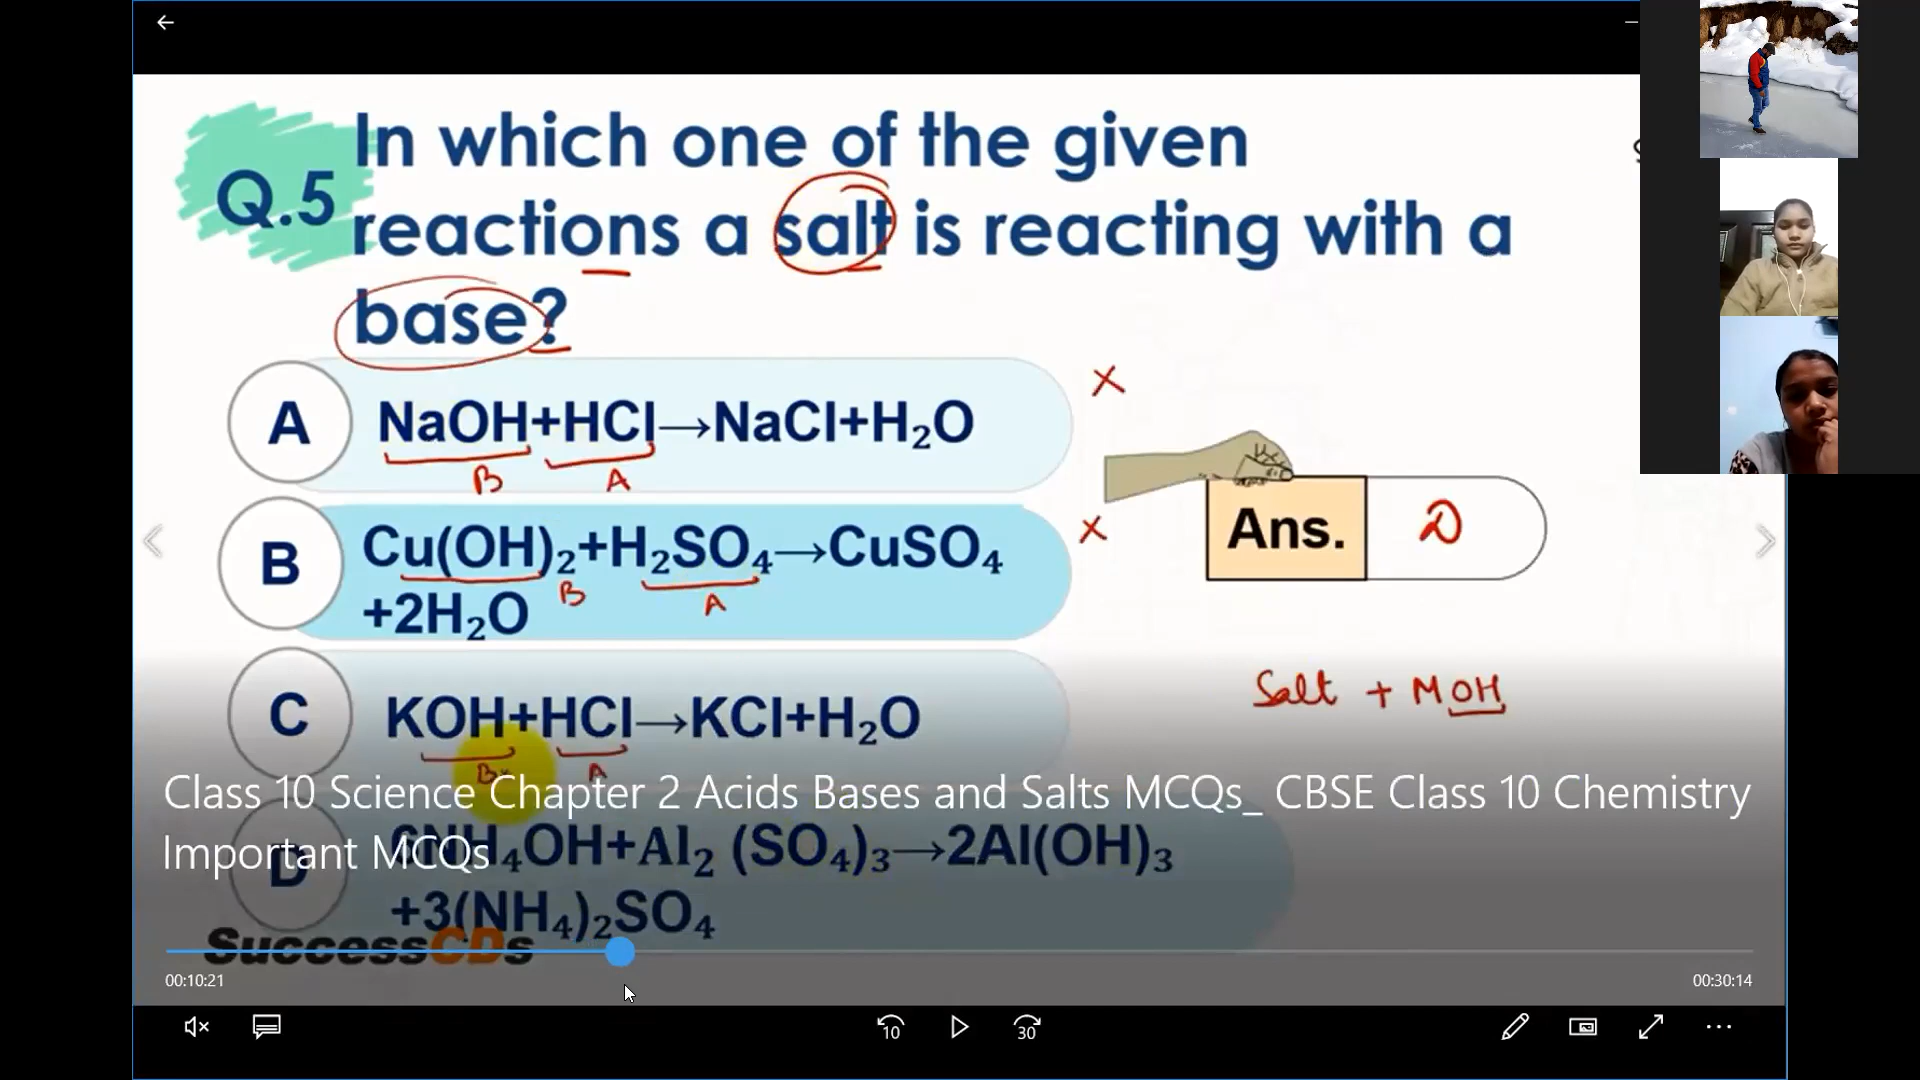 Q.5
In which one of the given
reactions a salt is reacting with a
base?
A
NaOH+HCl→NaCl+H₂O
B A
×
B
Cu(OH)₂+H₂SO₄→CuSO₄
+2H₂O
B A
×
Ans. D
C
KOH+HCl→KCl+H₂O
B A
Salt + MOH
Class 10 Science Chapter 2 Acids Bases and Salts MCQs_ CBSE Class 10 Chemistry
Important MCQs
D
6NH₄OH+Al₂ (SO₄)₃→2Al(OH)₃
+3(NH₄)₂SO₄
SuccessCDs
00:10:21
00:30:14
10
30